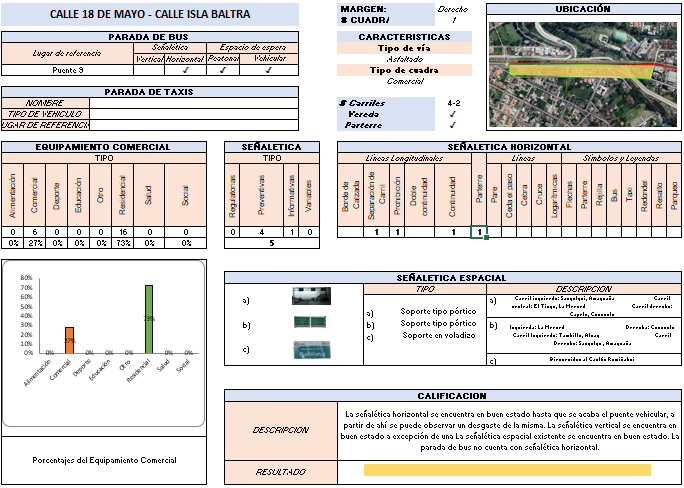 CALLE 18 DE MAYO - CALLE ISLA BALTRA
MARGEN: Derecho
# CUADRA 1
UBICACIÓN
PARADA DE BUS
Lugar de referencia Señalética Espacio de espera
Vertical Horizontal Peatonal Vehicular
Puente 9 ✓ ✓ ✓
CARACTERISTICAS
Tipo de vía
Asfaltado
Tipo de cuadra
Comercial
PARADA DE TAXIS
NOMBRE
TIPO DE VEHICULO
LUGAR DE REFERENCIA
# Carriles 4-2
Vereda ✓
Parterre ✓
EQUIPAMIENTO COMERCIAL
TIPO
Alimentación Comercial Deporte Educación Otro Residencial Salud Social
0 6 0 0 0 16 0 0
0% 27% 0% 0% 0% 73% 0% 0%
SEÑALETICA
TIPO
Regulatorias Preventivas Informativas Variables
0 4 1 0
5
SEÑALETICA HORIZONTAL
Líneas Longitudinales Líneas Símbolos y Leyendas
Borde de Calzada Separación de Carril Prohibición Doble continuidad Continuidad Parterre Pare Ceda el paso Cebra Cruce Logarítmicas Flechas Parterre Rejilla Bus Taxi Redondel Resalto Parqueo
1 1 1 1
80%
70%
60%
50%
40%
30%
20%
10%
0%
0% 27% 0% 0% 0% 73% 0% 0%
Alimentación Comercial Deporte Educación Otro Residencial Salud Social
Porcentajes del Equipamiento Comercial
SEÑALETICA ESPACIAL
TIPO DESCRIPCION
a)
b)
c)
a) Soporte tipo pórtico
b) Soporte tipo pórtico
c) Soporte en voladizo
a) Carril izquierdo: Sangolquí, Amaguaña Carril
central: El Tingo, La Merced Carril derecho:
Capelo, Conocoto
b) Izquierda: La Merced Derecha: Conocoto
Carril izquierdo: Tambillo, Aloag Carril
Derecho: Sangolqui, Amaguaña
c) Bienvenidos al Cantón Rumiñahui
CALIFICACION
DESCRIPCION
La señalética horizontal se encuentra en buen estado hasta que se acaba el puente vehicular, a
partir de ahí se puede observar un desgaste de la misma. La señalética vertical se encuentra en
buen estado a excepción de una La señalética espacial existente se encuentra en buen estado. La
parada de bus no cuenta con señalética horizontal.
RESULTADO